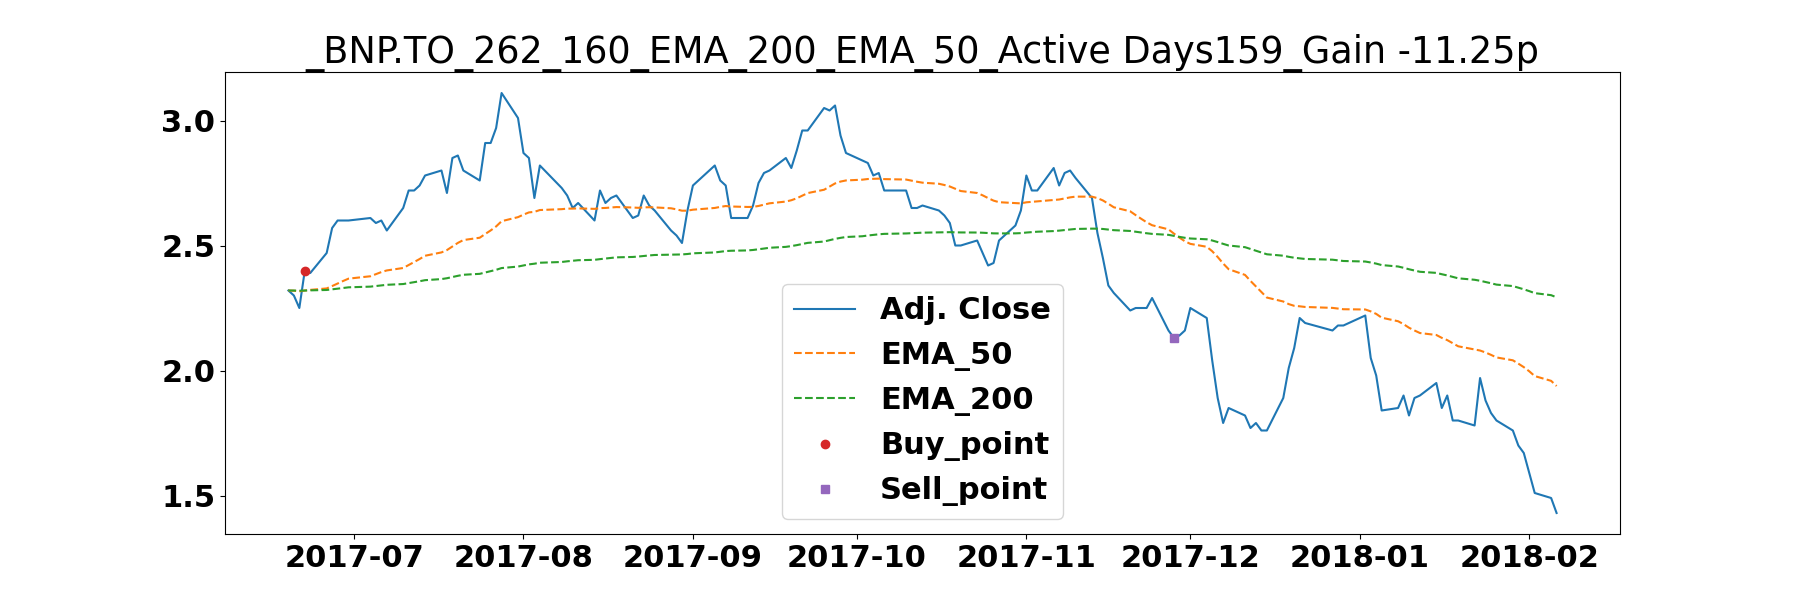 _BNP.TO_262_160_EMA_200_EMA_50_Active Days159_Gain -11.25p
3.0
2.5
2.0
1.5
Adj. Close
EMA_50
EMA_200
Buy_point
Sell_point
2017-07 2017-08 2017-09 2017-10 2017-11 2017-12 2018-01 2018-02